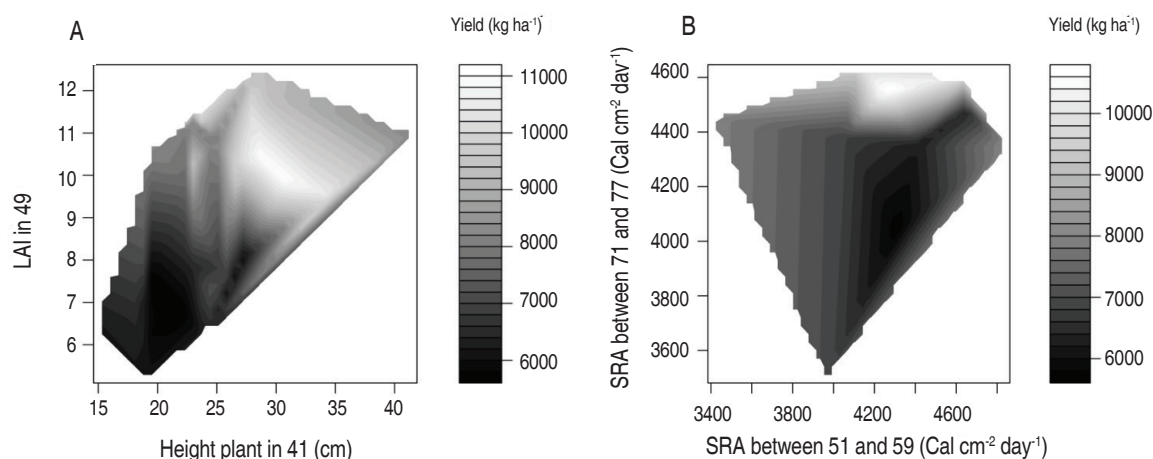 A
Yield (kg ha⁻¹)
LAI in 49
12
11
10
9
8
7
6
15 20 25 30 35 40
Height plant in 41 (cm)
11000
10000
9000
8000
7000
6000
B
Yield (kg ha⁻¹)
SRA between 71 and 77 (Cal cm⁻² dav⁻¹)
4600
4400
4200
4000
3800
3600
3400 3800 4200 4600
SRA between 51 and 59 (Cal cm⁻² day⁻¹)
10000
9000
8000
7000
6000